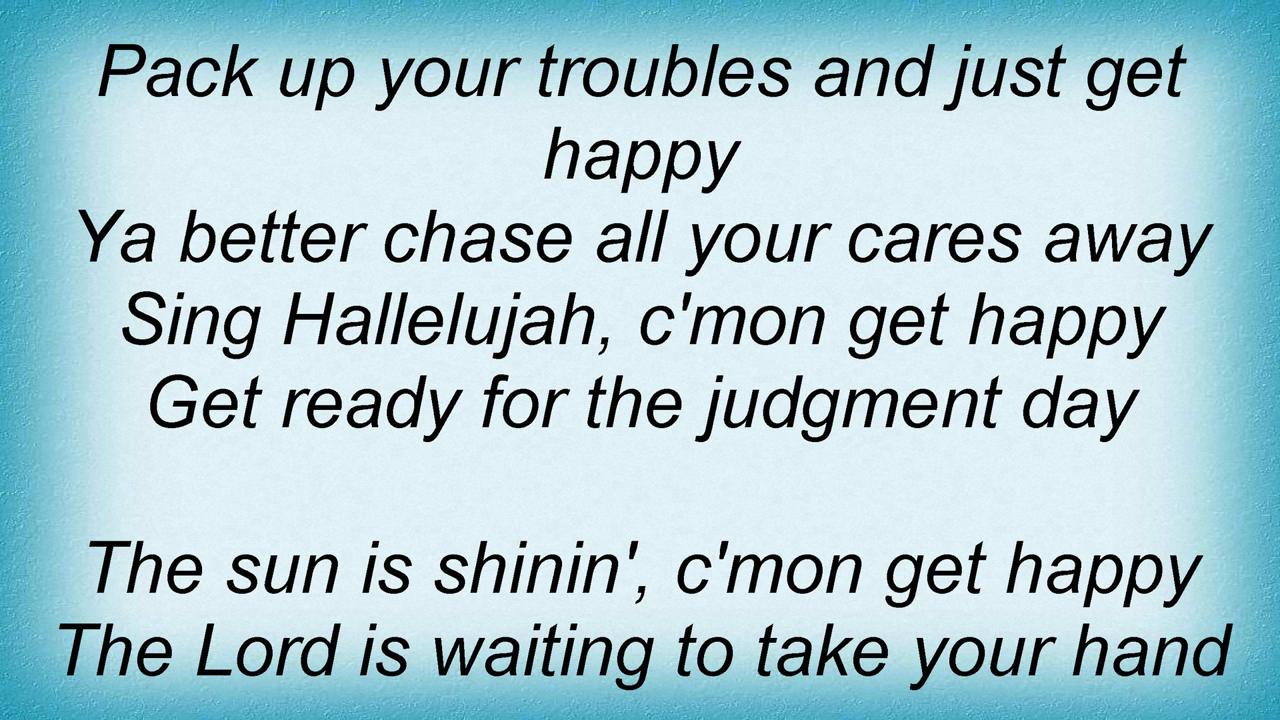 Pack up your troubles and just get
happy
Ya better chase all your cares away
Sing Hallelujah, c'mon get happy
Get ready for the judgment day
The sun is shinin', c'mon get happy
The Lord is waiting to take your hand